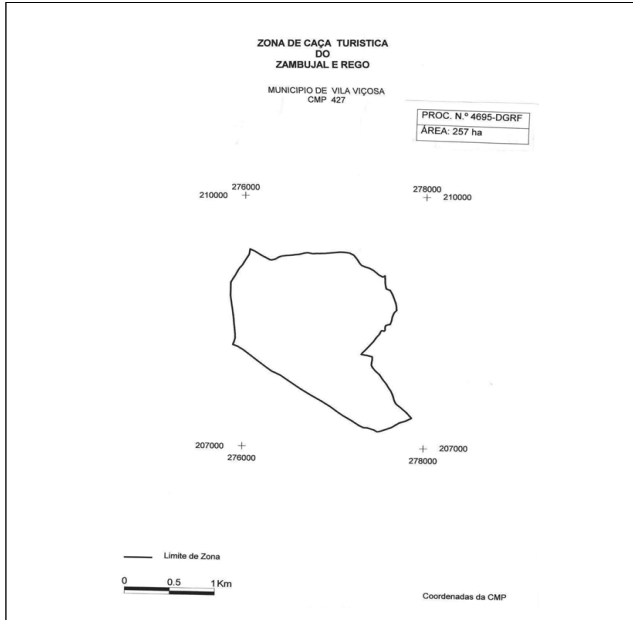 ZONA DE CAÇA TURISTICA
DO
ZAMBUJAL E REGO
MUNICIPIO DE VILA VIÇOSA
CMP 427
PROC. N.º 4695-DGRF
ÁREA: 257 ha
276000
210000
278000
210000
207000
276000
207000
278000
Limite de Zona
0 0.5 1Km
Coordenadas da CMP